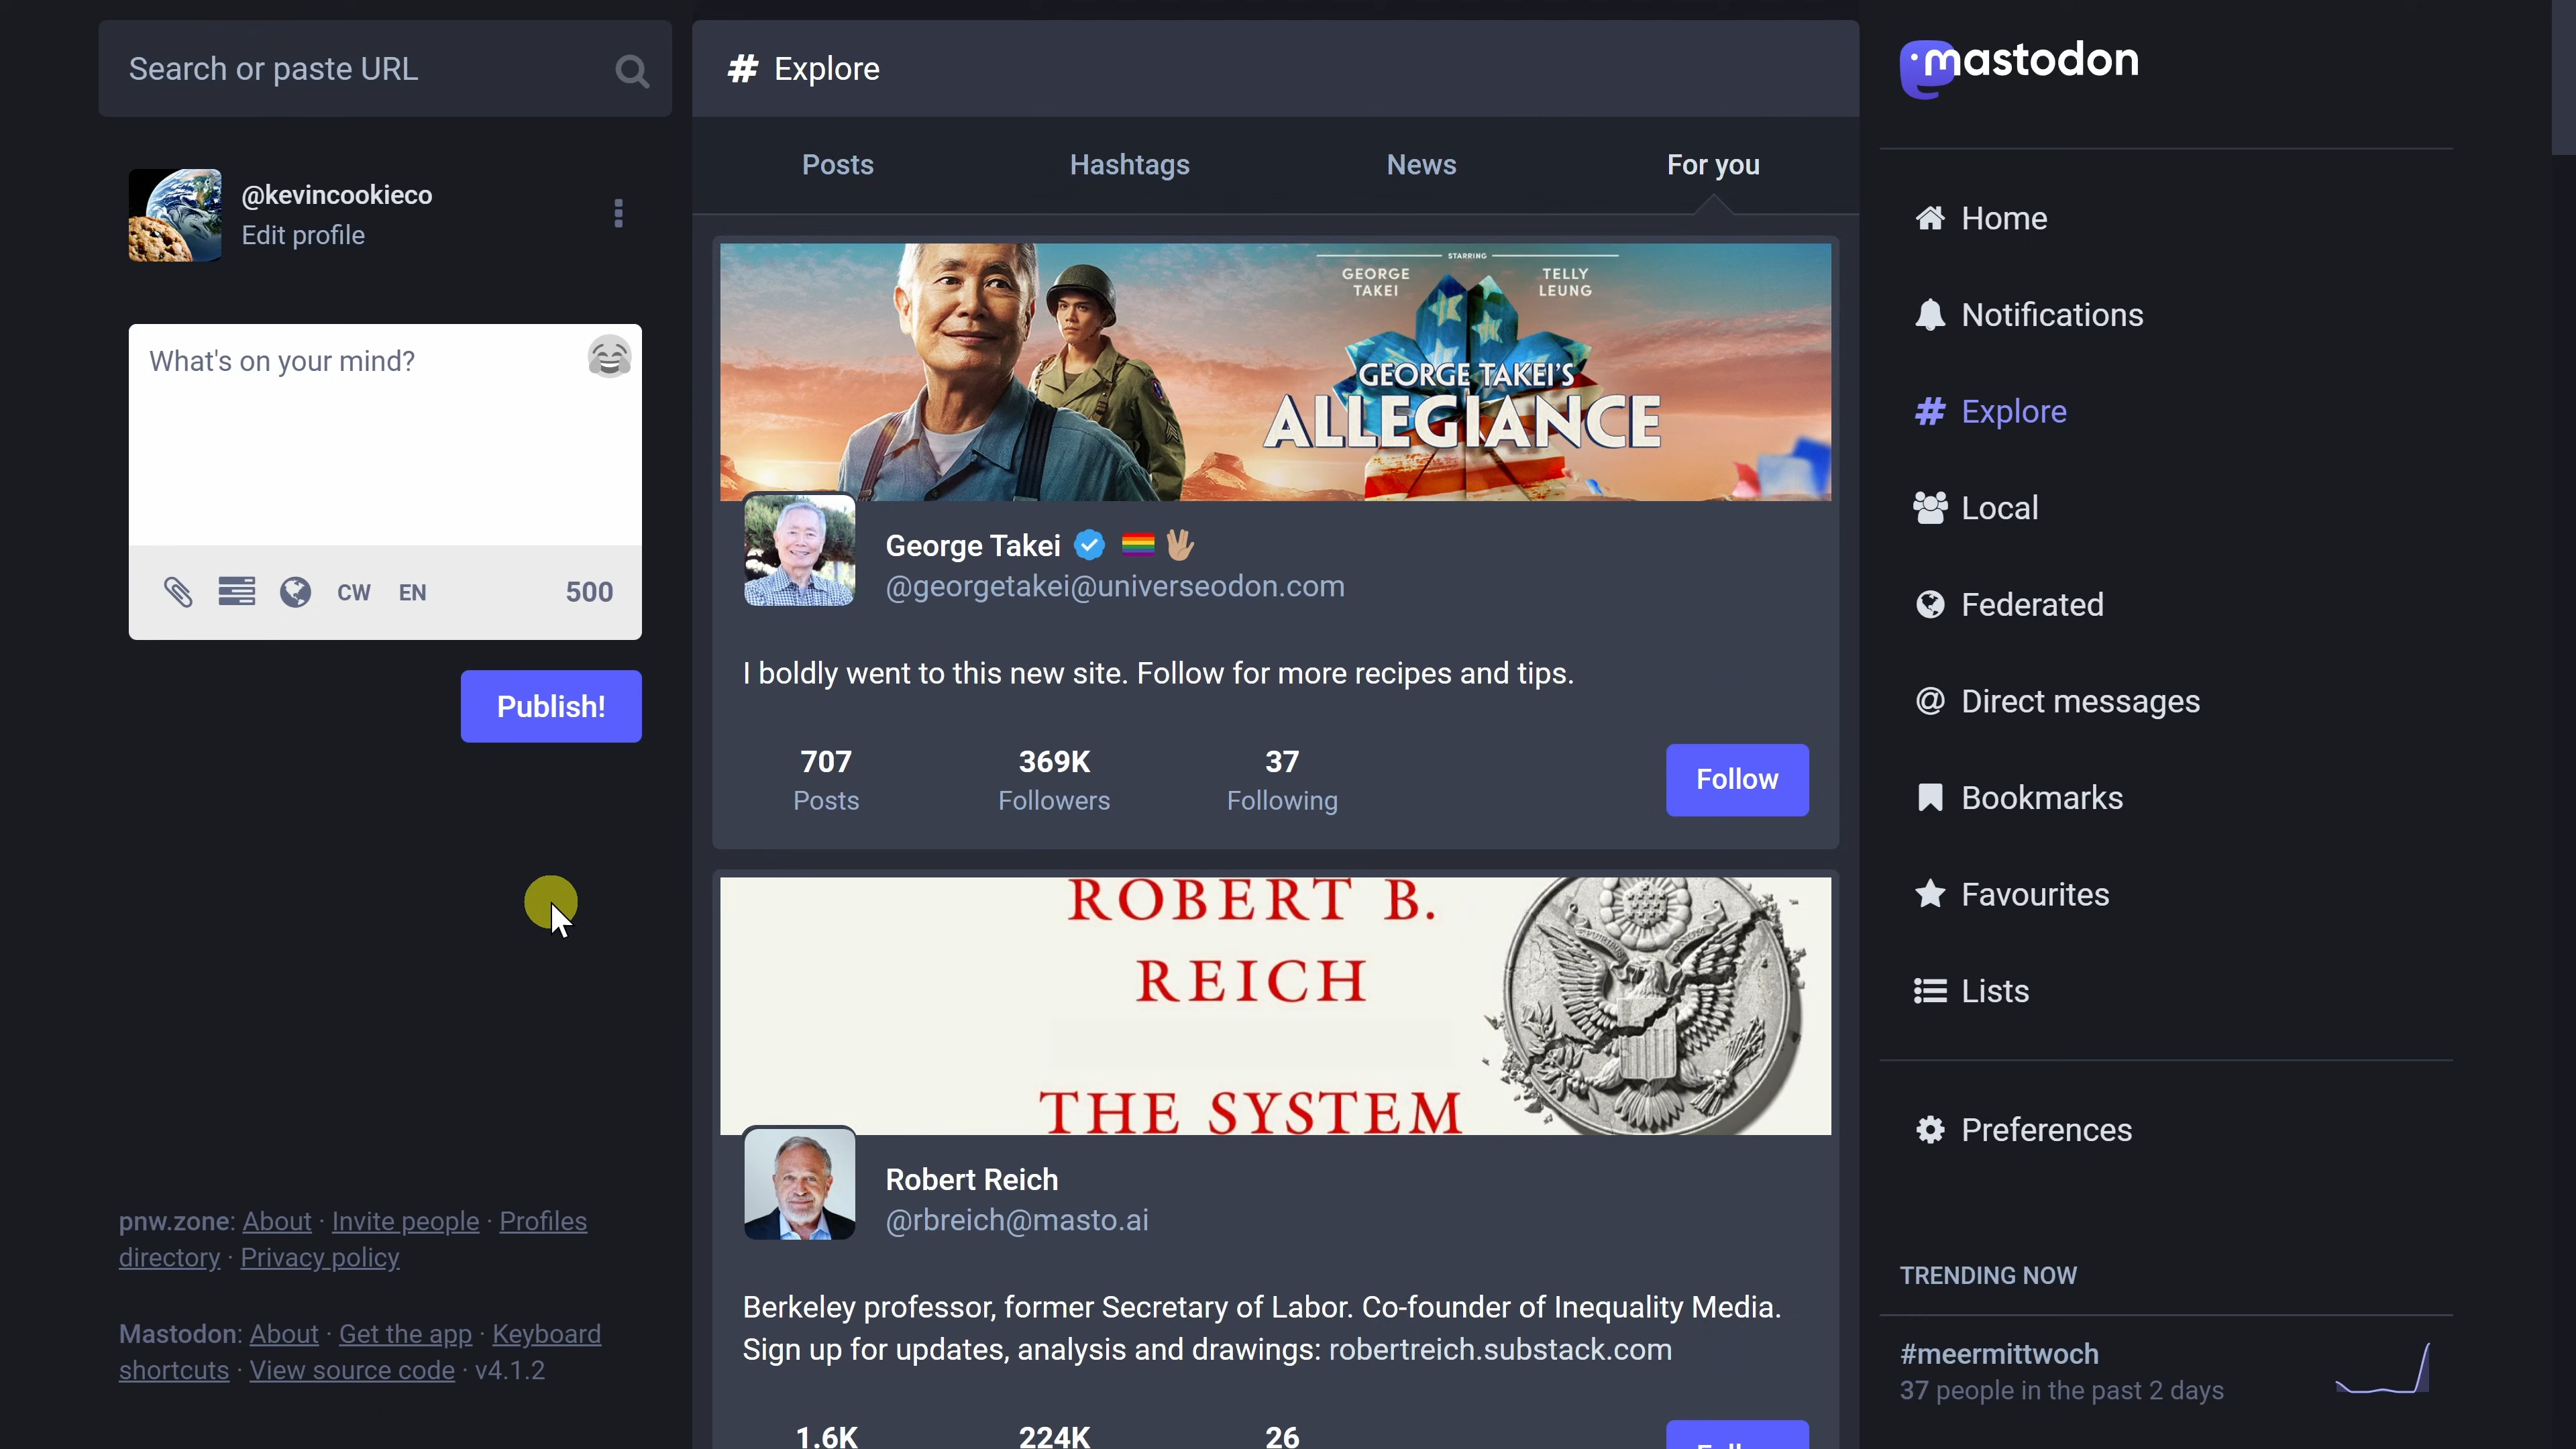 Search or paste URL
@kevincookieco
Edit profile
What's on your mind?
CW EN 500
Publish!
pnw.zone: About · Invite people · Profiles
directory · Privacy policy
Mastodon: About · Get the app · Keyboard
shortcuts · View source code · v4.1.2
# Explore
Posts Hashtags News For you
STARRING
GEORGE TAKEI
TELLY LEUNG
GEORGE TAKEI'S
ALLEGIANCE
George Takei
@georgetakei@universeodon.com
I boldly went to this new site. Follow for more recipes and tips.
707 369K 37
Posts Followers Following
Follow
ROBERT B.
REICH
THE SYSTEM
Robert Reich
@rbreich@masto.ai
Berkeley professor, former Secretary of Labor. Co-founder of Inequality Media.
Sign up for updates, analysis and drawings: robertreich.substack.com
1.6K 224K 26
mastodon
Home
Notifications
# Explore
Local
Federated
@ Direct messages
Bookmarks
Favourites
Lists
Preferences
TRENDING NOW
#meermittwoch
37 people in the past 2 days